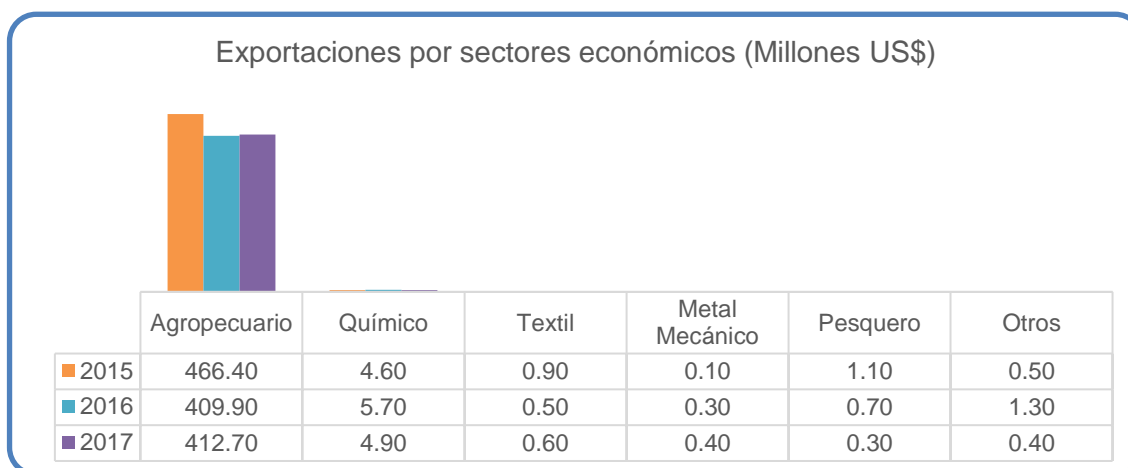 Exportaciones por sectores económicos (Millones US$)
Agropecuario Químico Textil Metal Mecánico Pesquero Otros
2015 466.40 4.60 0.90 0.10 1.10 0.50
2016 409.90 5.70 0.50 0.30 0.70 1.30
2017 412.70 4.90 0.60 0.40 0.30 0.40